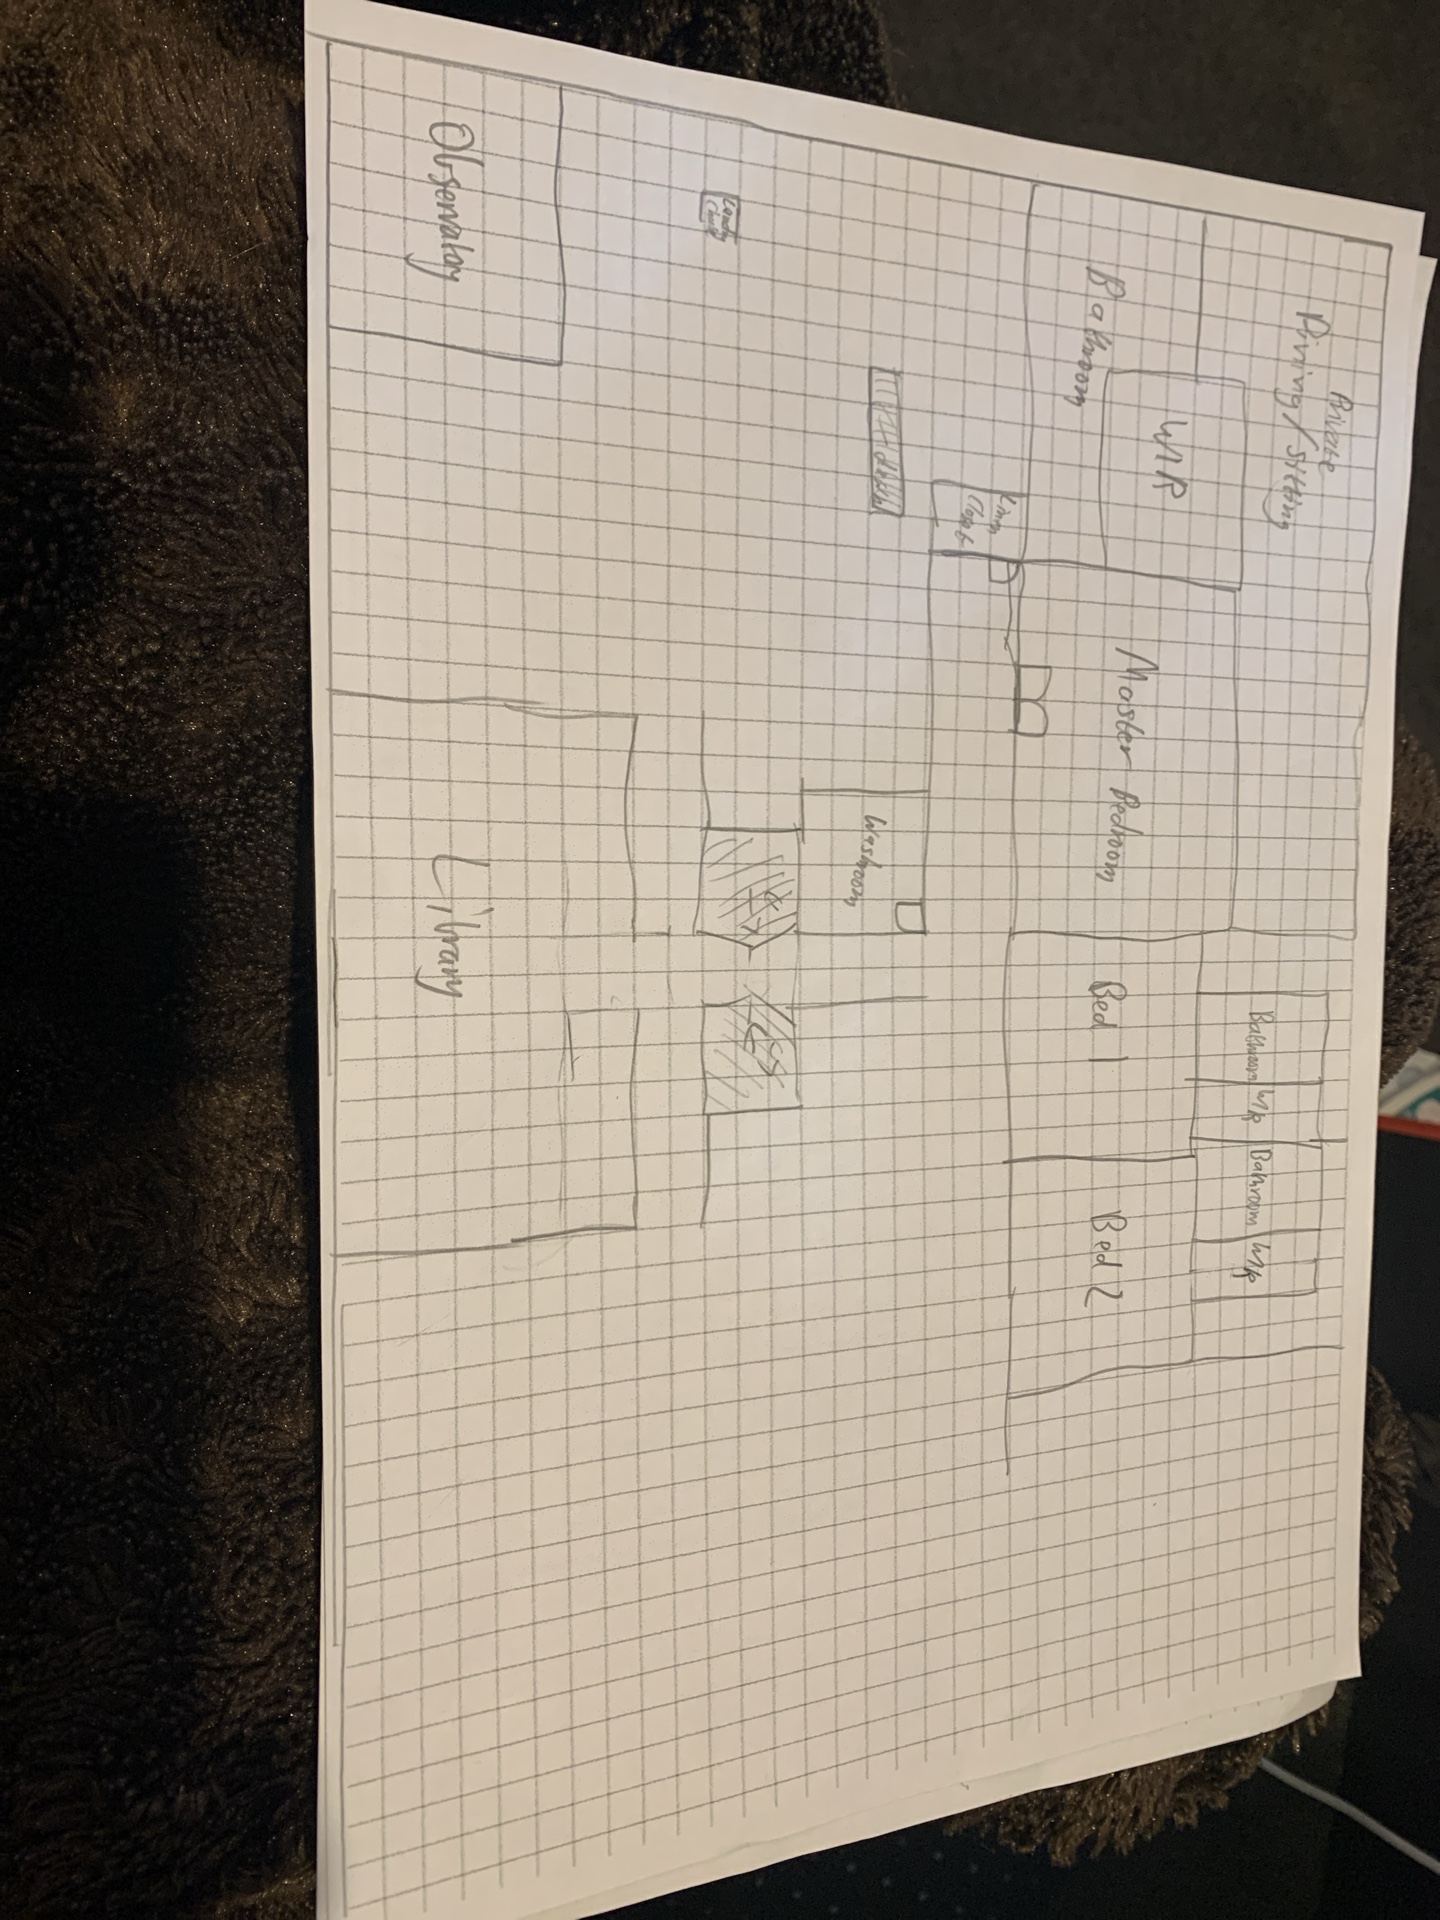 Private
Dining/Sitting
WIR
Bathroom
Linen
Closet
Master Bedroom
Bathroom
WIR
Bathroom
WIR
Bed 1
Bed 2
Washroom
Observatory
Library